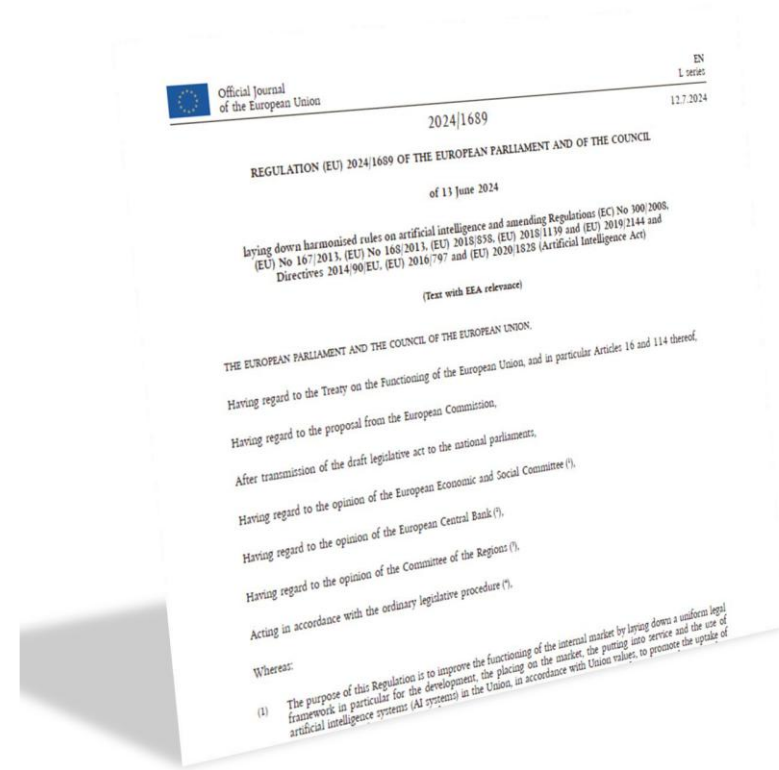 Official Journal
of the European Union
EN
L series
2024/1689
12.7.2024
REGULATION (EU) 2024/1689 OF THE EUROPEAN PARLIAMENT AND OF THE COUNCIL
of 13 June 2024
laying down harmonised rules on artificial intelligence and amending Regulations (EC) No 300/2008,
(EU) No 167/2013, (EU) No 168/2013, (EU) 2018/858, (EU) 2018/1139 and (EU) 2019/2144 and
Directives 2014/90/EU, (EU) 2016/797 and (EU) 2020/1828 (Artificial Intelligence Act)
(Text with EEA relevance)
THE EUROPEAN PARLIAMENT AND THE COUNCIL OF THE EUROPEAN UNION,
Having regard to the Treaty on the Functioning of the European Union, and in particular Articles 16 and 114 thereof,
Having regard to the proposal from the European Commission,
After transmission of the draft legislative act to the national parliaments,
Having regard to the opinion of the European Economic and Social Committee (¹),
Having regard to the opinion of the European Central Bank (²),
Having regard to the opinion of the Committee of the Regions (³),
Acting in accordance with the ordinary legislative procedure (⁴),
Whereas:
(1) The purpose of this Regulation is to improve the functioning of the internal market by laying down a uniform legal
framework in particular for the development, the placing on the market, the putting into service and the use of
artificial intelligence systems (AI systems) in the Union, in accordance with Union values, to promote the uptake of